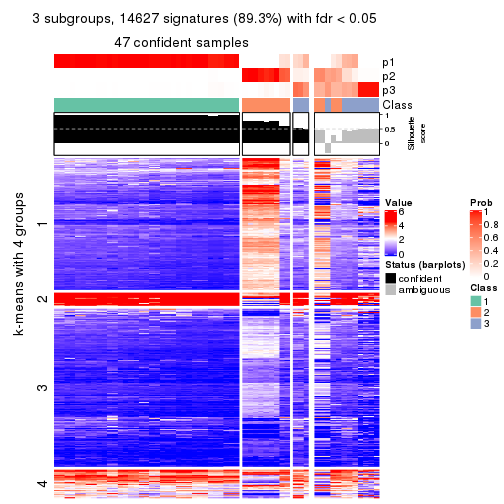 3 subgroups, 14627 signatures (89.3%) with fdr < 0.05
47 confident samples
p1
p2
p3
Class
1
0.5
0
Silhouette
score
k-means with 4 groups
1
2
3
4
Value
6
4
2
0
Status (barplots)
confident
ambiguous
Prob
1
0.8
0.6
0.4
0.2
0
Class
1
2
3